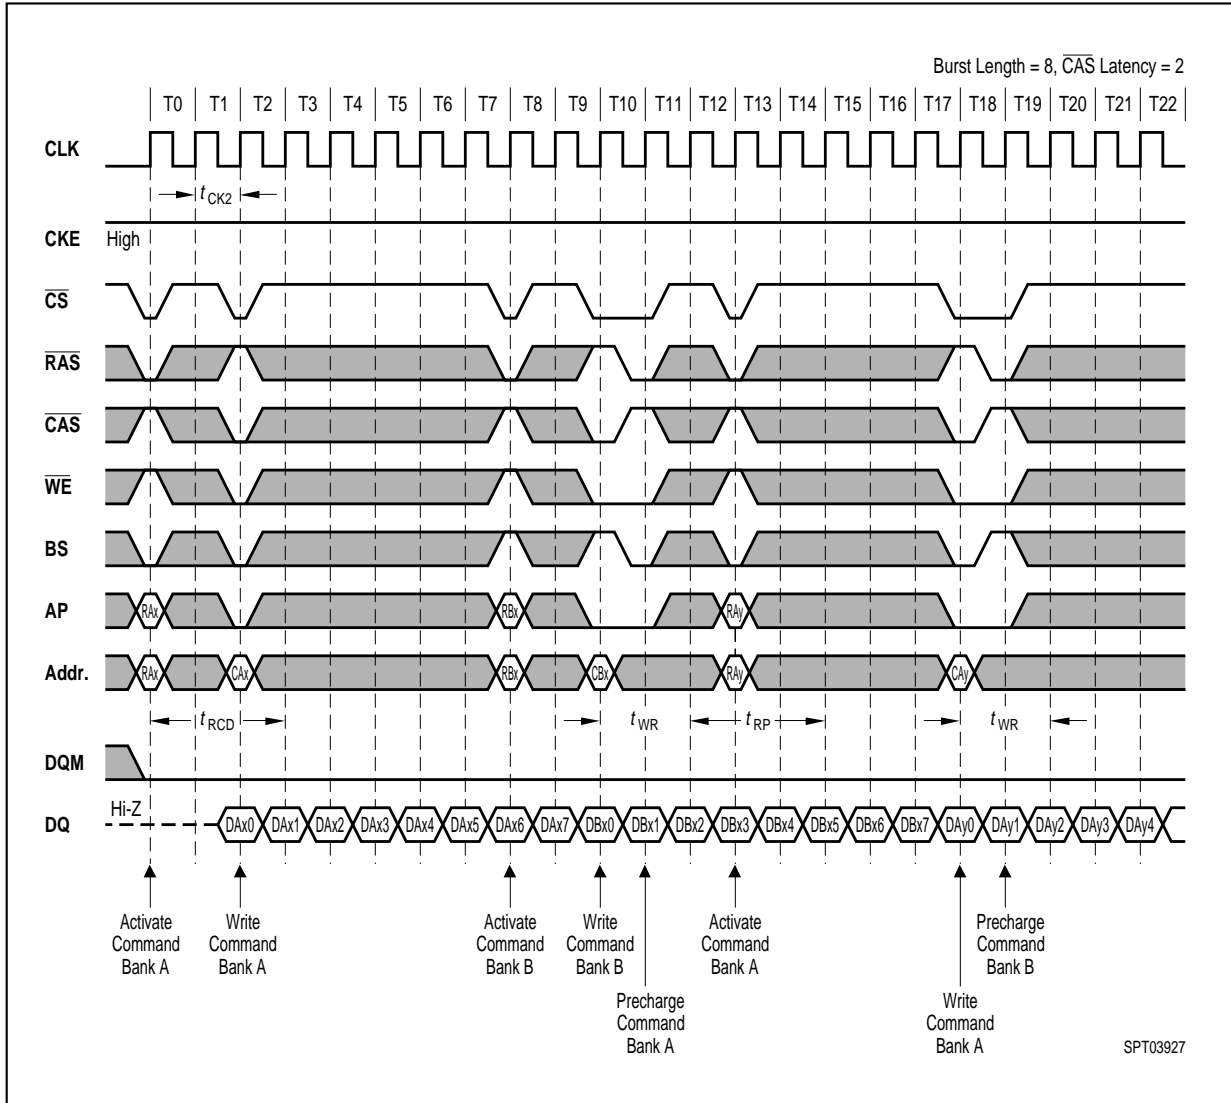 Burst Length = 8, CAS Latency = 2
T0 T1 T2 T3 T4 T5 T6 T7 T8 T9 T10 T11 T12 T13 T14 T15 T16 T17 T18 T19 T20 T21 T22
CLK
t CK2
CKE High
CS
RAS
CAS
WE
BS
AP RAx RBx RAy
Addr. RAx CAx RBx CBx RAy CAy
t RCD t WR t RP t WR
DQM
DQ Hi-Z DAx0 DAx1 DAx2 DAx3 DAx4 DAx5 DAx6 DAx7 DBx0 DBx1 DBx2 DBx3 DBx4 DBx5 DBx6 DBx7 DAy0 DAy1 DAy2 DAy3 DAy4
Activate
Command
Bank A
Write
Command
Bank A
Activate
Command
Bank B
Write
Command
Bank B
Precharge
Command
Bank A
Activate
Command
Bank A
Write
Command
Bank A
Precharge
Command
Bank B
SPT03927